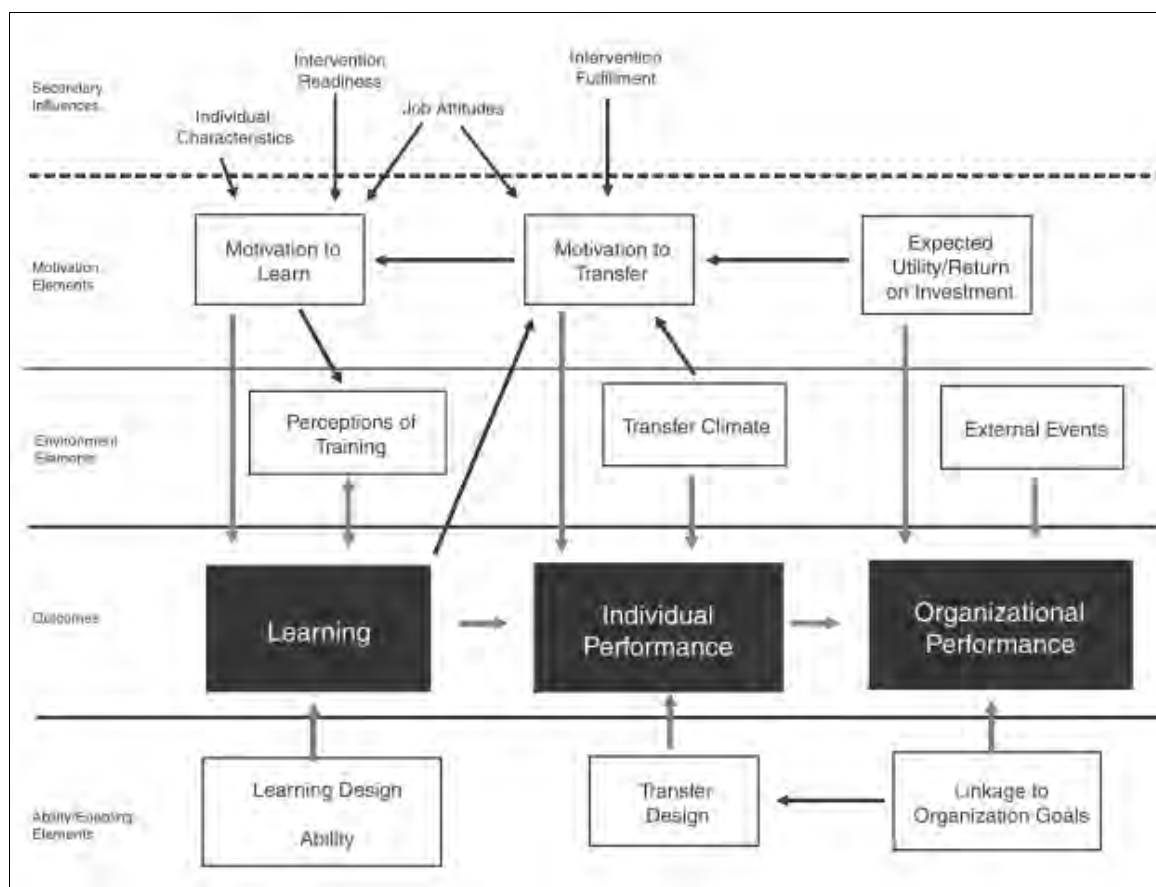 Secondary
Influences
Intervention
Readiness
Intervention
Fulfillment
Individual
Characteristics
Job Attitudes
Motivation
Elements
Motivation to
Learn
Motivation to
Transfer
Expected
Utility/Return
on Investment
Environment
Elements
Perceptions of
Training
Transfer Climate
External Events
Outcomes
Learning
Individual
Performance
Organizational
Performance
Ability/Enabling
Elements
Learning Design
Ability
Transfer
Design
Linkage to
Organization Goals